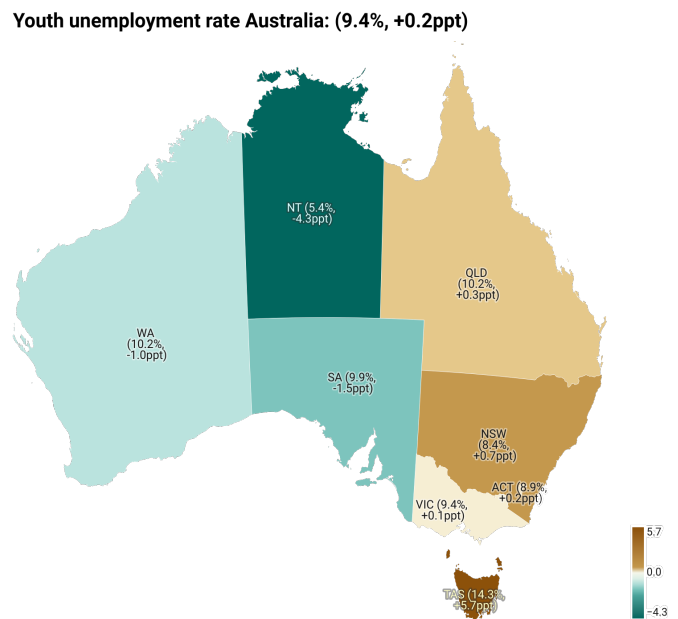 Youth unemployment rate Australia: (9.4%, +0.2ppt)
NT (5.4%,
-4.3ppt)
QLD
(10.2%,
+0.3ppt)
WA
(10.2%,
-1.0ppt)
SA (9.9%,
-1.5ppt)
NSW
(8.4%,
+0.7ppt)
ACT (8.9%,
+0.2ppt)
VIC (9.4%,
+0.1ppt)
TAS (14.3%,
+5.7ppt)
5.7
0.0
−4.3